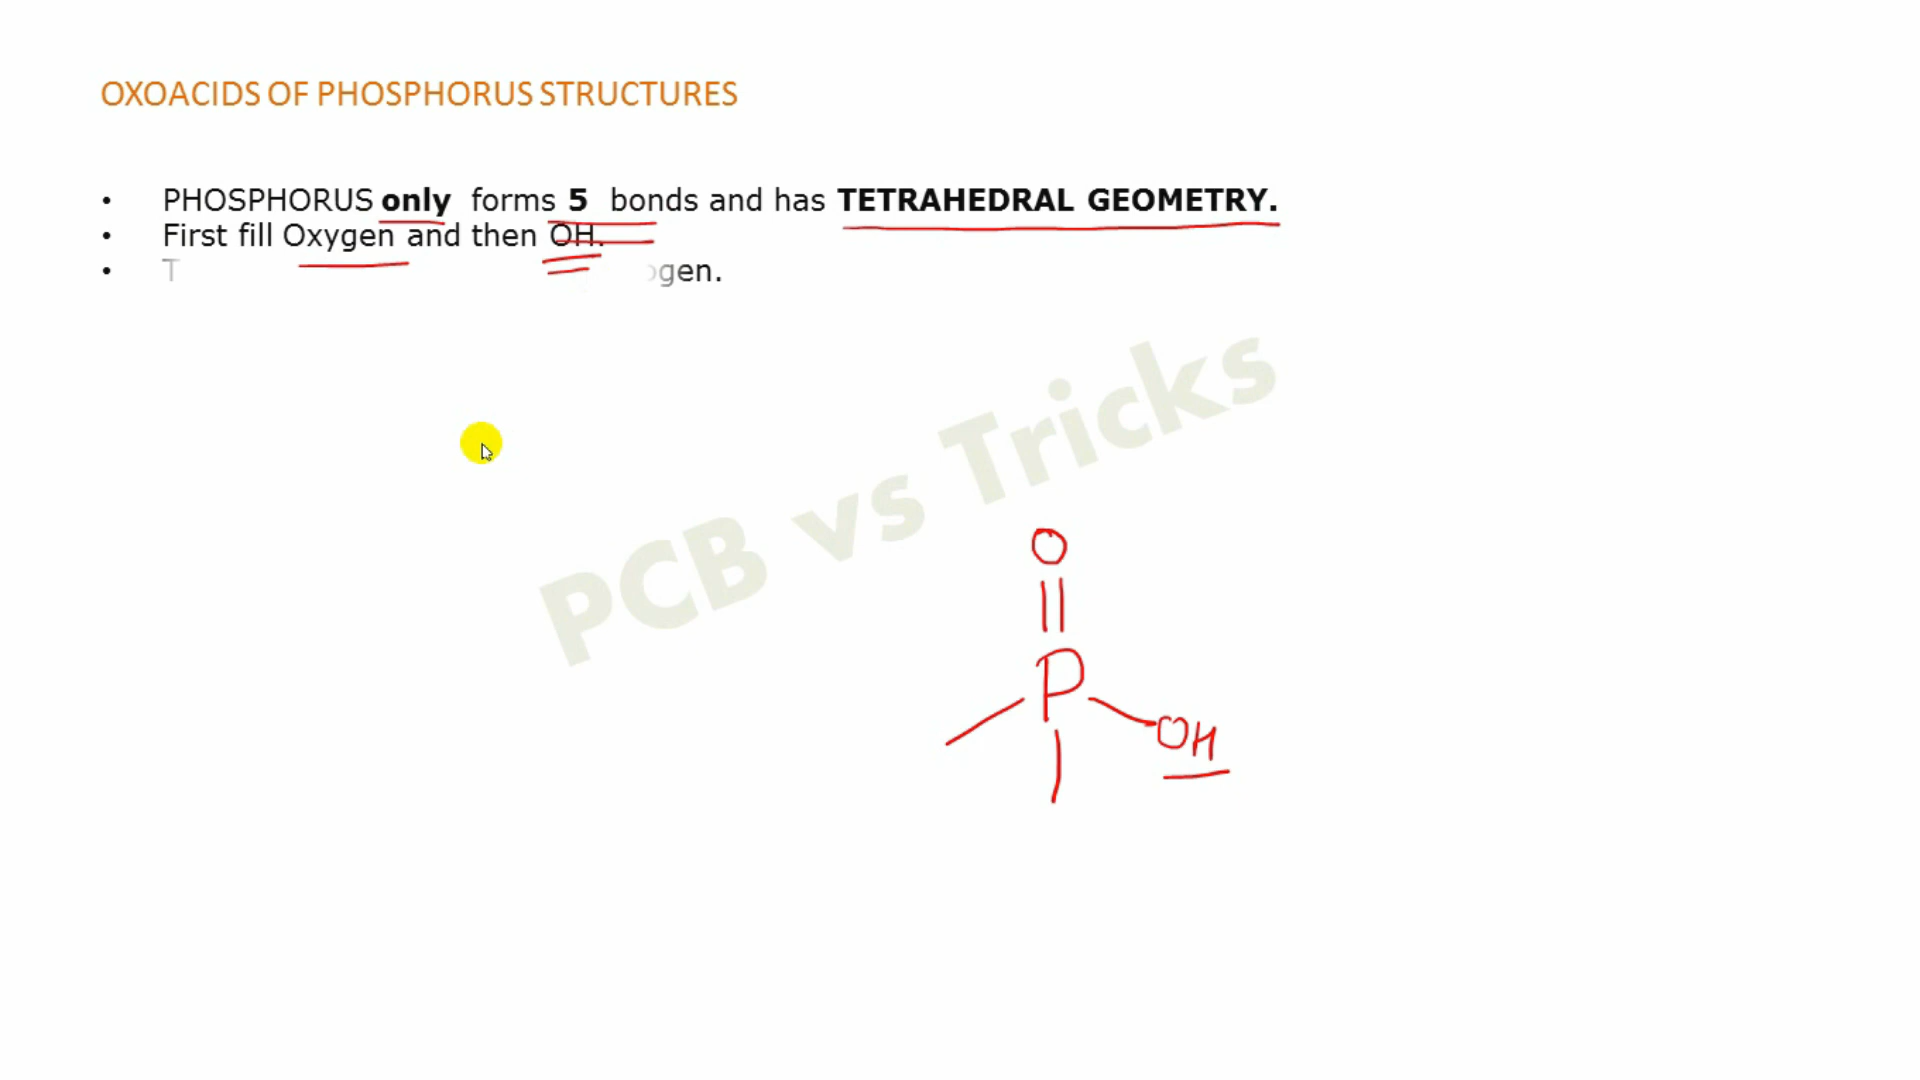 OXOACIDS OF PHOSPHORUS STRUCTURES
• PHOSPHORUS only forms 5 bonds and has TETRAHEDRAL GEOMETRY.
• First fill Oxygen and then OH.
• T ogen.
PCB vs Tricks
O
P
OH